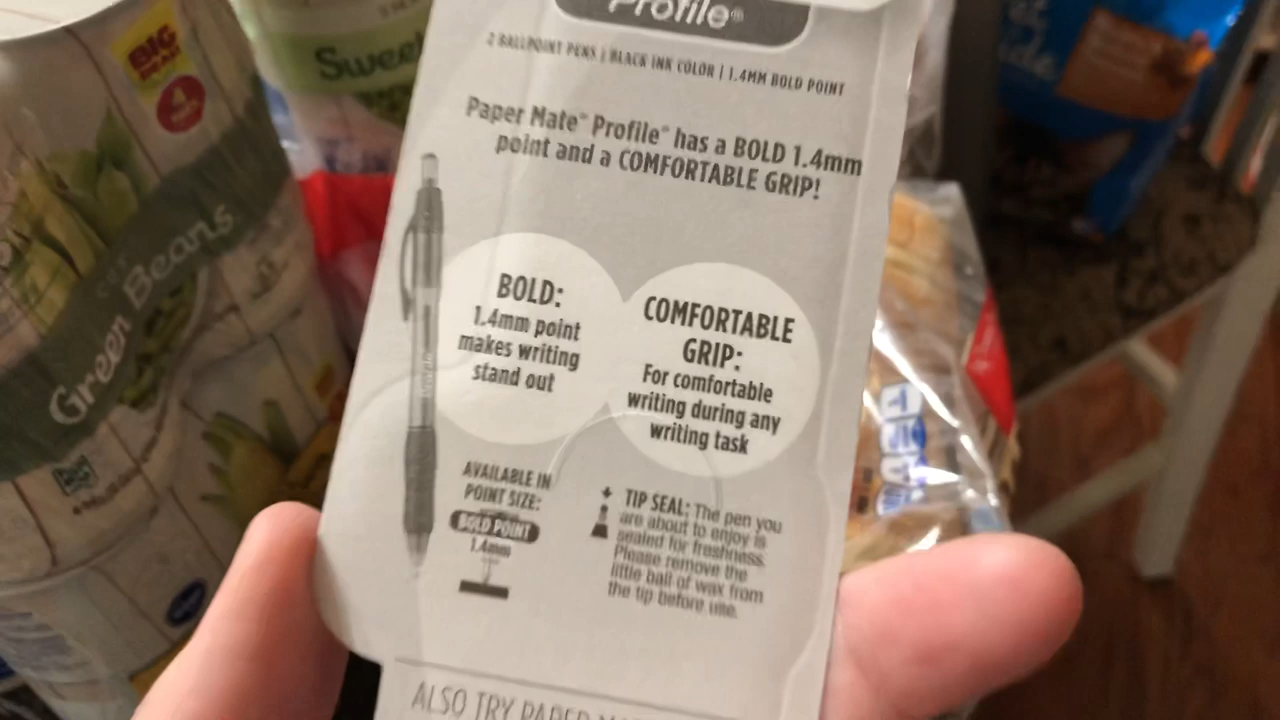 Profile®
2 BALLPOINT PENS | BLACK INK COLOR | 1.4MM BOLD POINT
Paper Mate® Profile® has a BOLD 1.4mm
point and a COMFORTABLE GRIP!
BOLD:
1.4mm point
makes writing
stand out
COMFORTABLE
GRIP:
For comfortable
writing during any
writing task
AVAILABLE IN
POINT SIZE:
BOLD POINT
1.4mm
TIP SEAL: The pen you
are about to enjoy is
sealed for freshness.
Please remove the
little ball of wax from
the tip before use.
ALSO TRY PAPER
BIG
4
CUT
Green Beans
Sweet